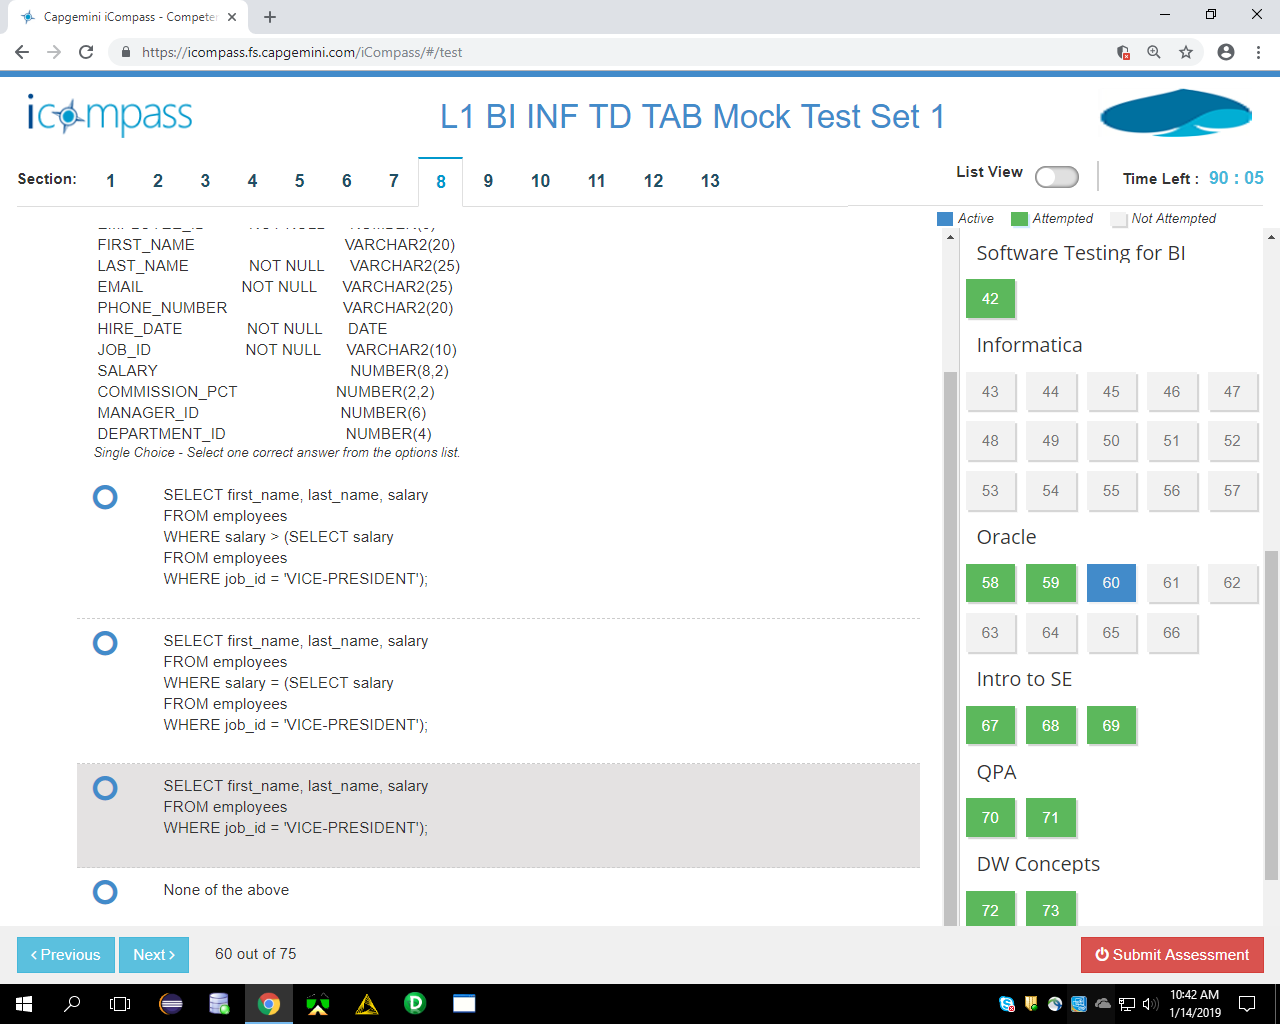 Capgemini iCompass - Competer
https://icompass.fs.capgemini.com/iCompass/#/test
icompass
L1 BI INF TD TAB Mock Test Set 1
Section: 1 2 3 4 5 6 7 8 9 10 11 12 13
List View
Time Left : 90 : 05
Active Attempted Not Attempted
EMPLOYEE_ID NOT NULL NUMBER(6)
FIRST_NAME VARCHAR2(20)
LAST_NAME NOT NULL VARCHAR2(25)
EMAIL NOT NULL VARCHAR2(25)
PHONE_NUMBER VARCHAR2(20)
HIRE_DATE NOT NULL DATE
JOB_ID NOT NULL VARCHAR2(10)
SALARY NUMBER(8,2)
COMMISSION_PCT NUMBER(2,2)
MANAGER_ID NUMBER(6)
DEPARTMENT_ID NUMBER(4)
Single Choice - Select one correct answer from the options list.
SELECT first_name, last_name, salary
FROM employees
WHERE salary > (SELECT salary
FROM employees
WHERE job_id = 'VICE-PRESIDENT');
SELECT first_name, last_name, salary
FROM employees
WHERE salary = (SELECT salary
FROM employees
WHERE job_id = 'VICE-PRESIDENT');
SELECT first_name, last_name, salary
FROM employees
WHERE job_id = 'VICE-PRESIDENT');
None of the above
Software Testing for BI
42
Informatica
43 44 45 46 47
48 49 50 51 52
53 54 55 56 57
Oracle
58 59 60 61 62
63 64 65 66
Intro to SE
67 68 69
QPA
70 71
DW Concepts
72 73
Previous Next 60 out of 75
Submit Assessment
10:42 AM
1/14/2019